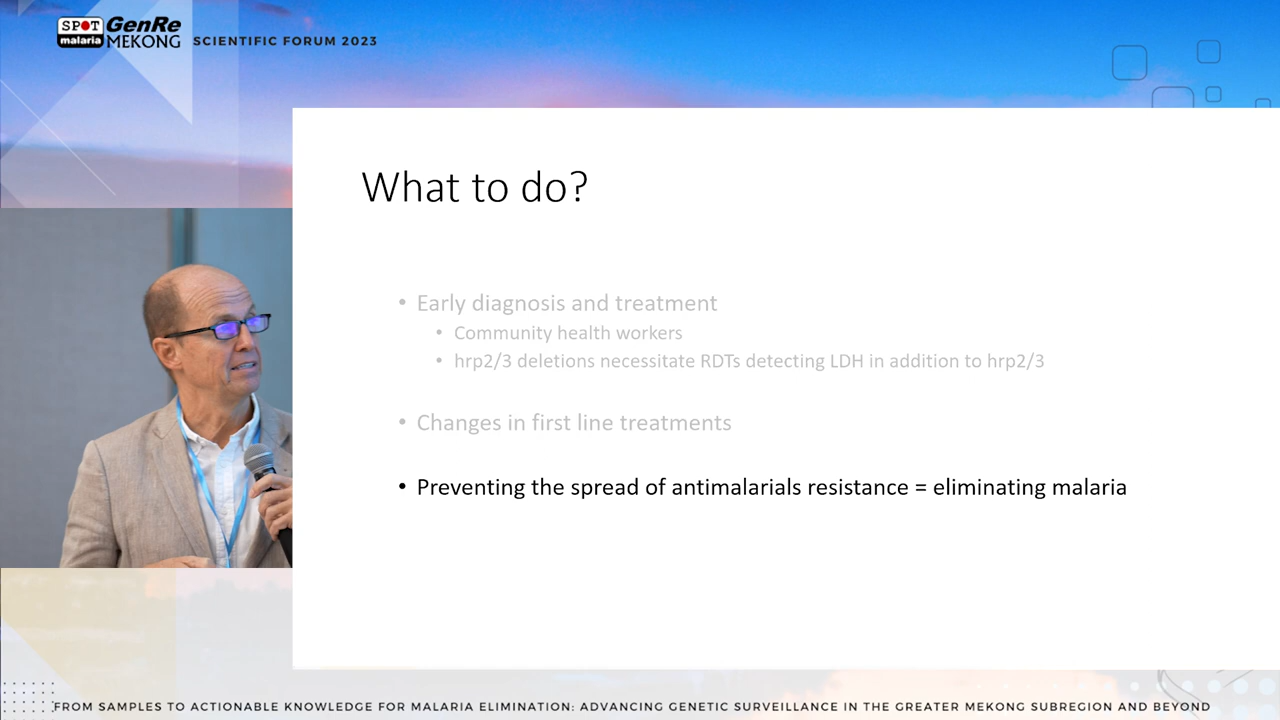 SPOT
malaria
GenRe
MEKONG
SCIENTIFIC FORUM 2023
What to do?
• Early diagnosis and treatment
• Community health workers
• hrp2/3 deletions necessitate RDTs detecting LDH in addition to hrp2/3
• Changes in first line treatments
• Preventing the spread of antimalarials resistance = eliminating malaria
FROM SAMPLES TO ACTIONABLE KNOWLEDGE FOR MALARIA ELIMINATION: ADVANCING GENETIC SURVEILLANCE IN THE GREATER MEKONG SUBREGION AND BEYOND